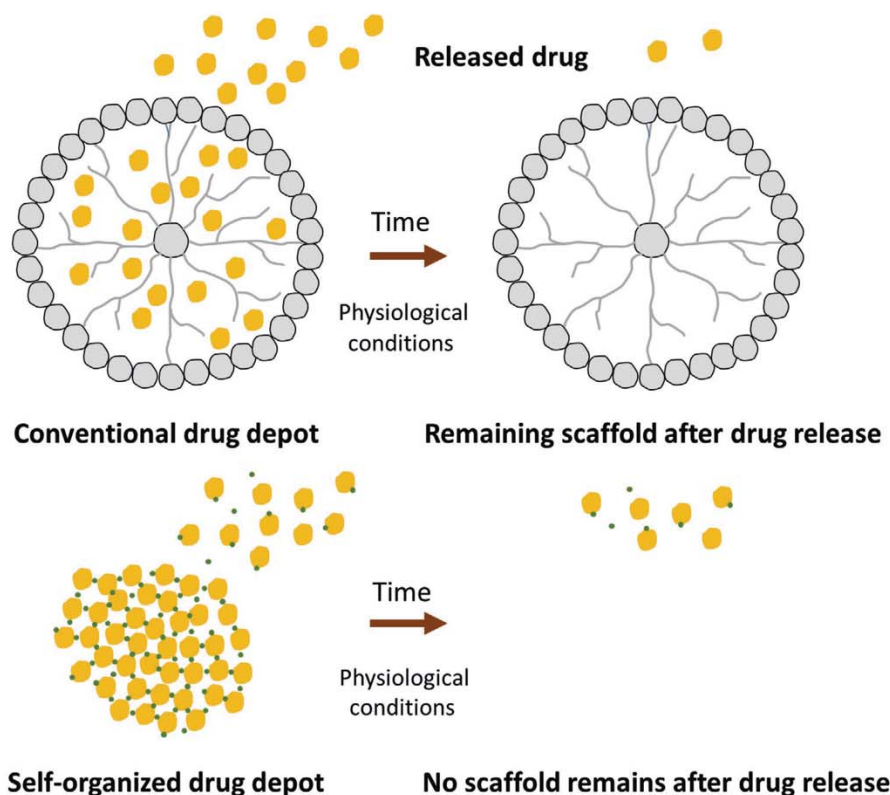 Released drug
Time
Physiological
conditions
Conventional drug depot
Remaining scaffold after drug release
Time
Physiological
conditions
Self-organized drug depot
No scaffold remains after drug release